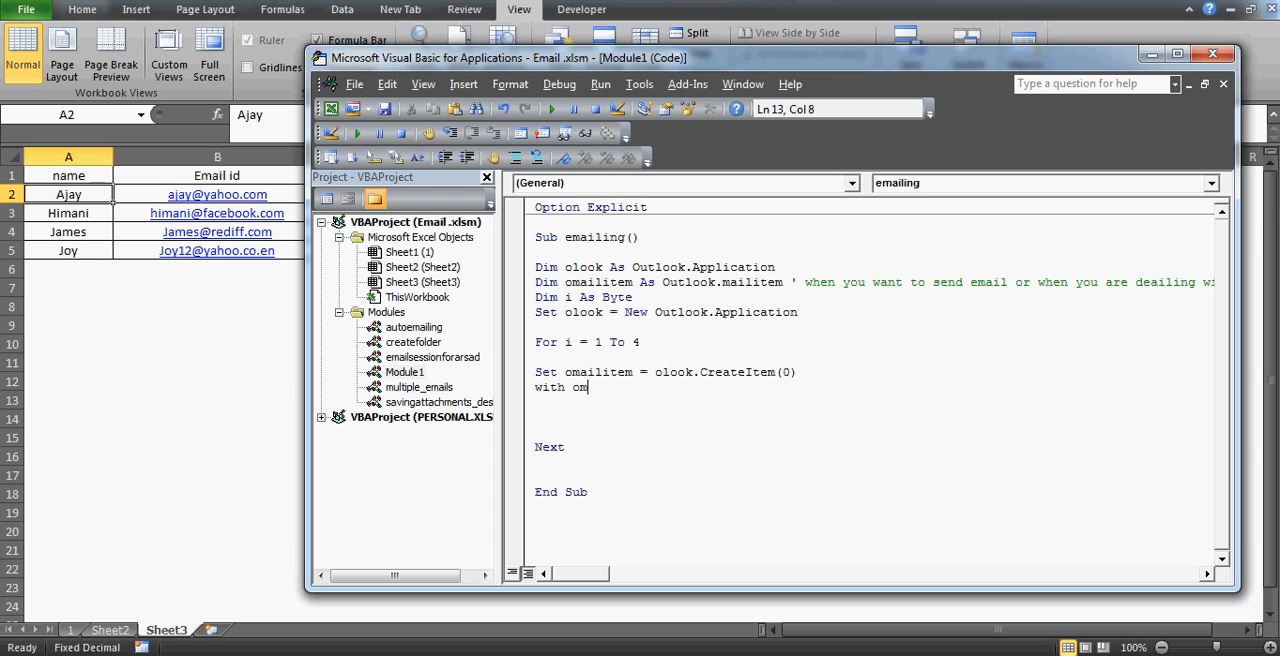 File Home Insert Page Layout Formulas Data New Tab Review View Developer
Normal Page Layout Page Break Preview Custom Views Full Screen
Ruler Formula Bar
Gridlines
Workbook Views
Split
View Side by Side
A2 fx Ajay
Microsoft Visual Basic for Applications - Email .xlsm - [Module1 (Code)]
File Edit View Insert Format Debug Run Tools Add-Ins Window Help
Type a question for help
Ln 13, Col 8
Project - VBAProject
(General) emailing
VBAProject (Email .xlsm)
Microsoft Excel Objects
Sheet1 (1)
Sheet2 (Sheet2)
Sheet3 (Sheet3)
ThisWorkbook
Modules
autoemailing
createfolder
emailsessionforarsad
Module1
multiple_emails
savingattachments_des
VBAProject (PERSONAL.XLS
Option Explicit
Sub emailing()
Dim olook As Outlook.Application
Dim omailitem As Outlook.mailitem ' when you want to send email or when you are deailing wi
Dim i As Byte
Set olook = New Outlook.Application
For i = 1 To 4
Set omailitem = olook.CreateItem(0)
with om
Next
End Sub
A B R
1 name Email id
2 Ajay ajay@yahoo.com
3 Himani himani@facebook.com
4 James James@rediff.com
5 Joy Joy12@yahoo.co.en
6
7
8
9
10
11
12
13
14
15
16
17
18
19
20
21
22
23
24
1 Sheet2 Sheet3
Ready Fixed Decimal 100%